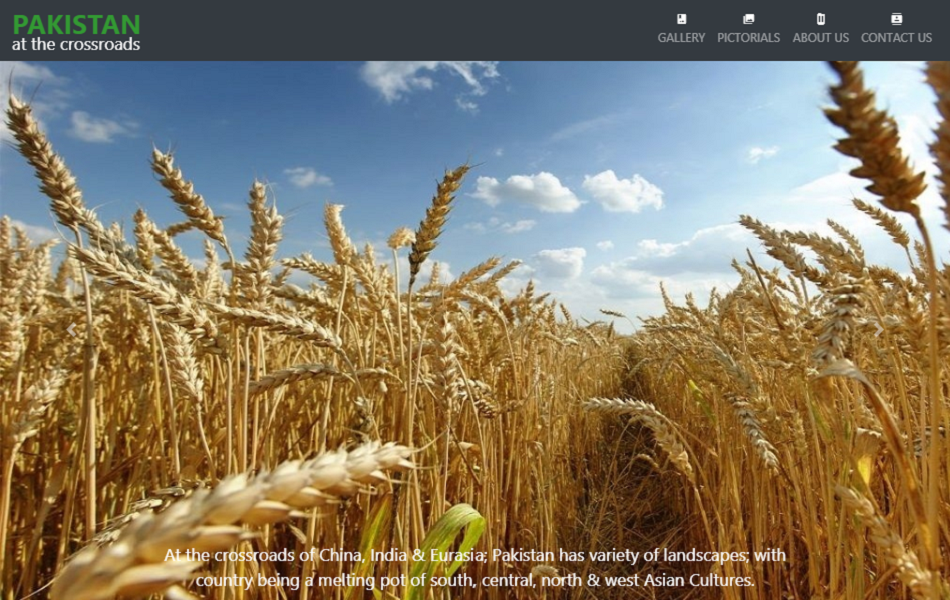 PAKISTAN
at the crossroads
GALLERY
PICTORIALS
ABOUT US
CONTACT US
At the crossroads of China, India & Eurasia; Pakistan has variety of landscapes; with
country being a melting pot of south, central, north & west Asian Cultures.